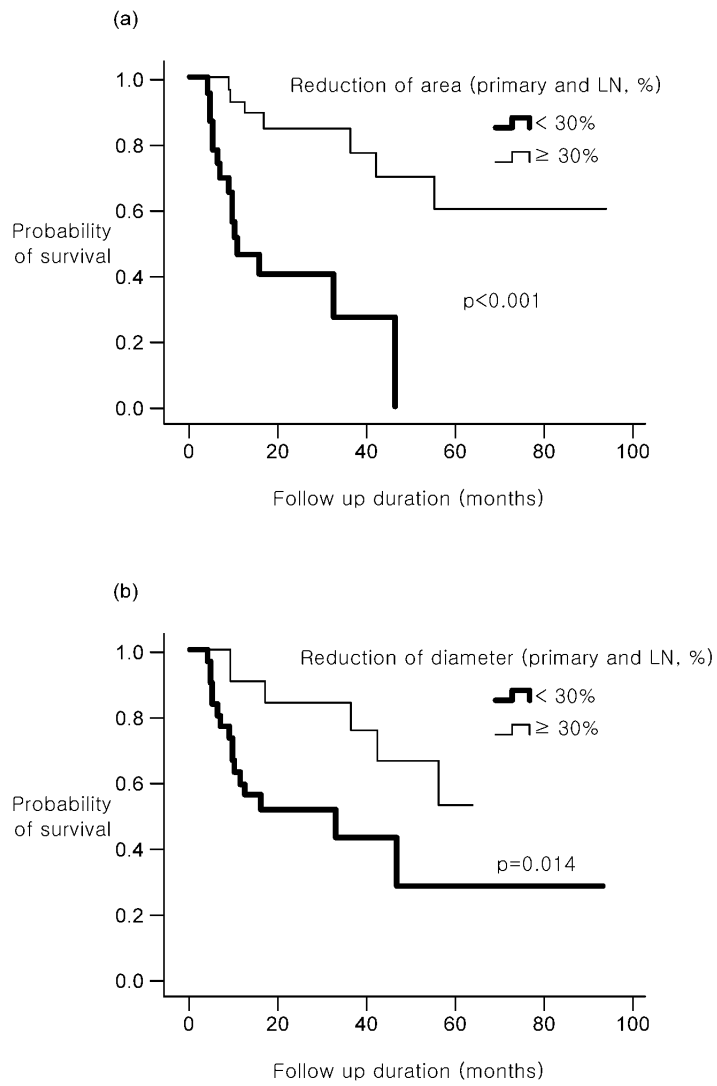 (a)
1.0
0.8
0.6
0.4
0.2
0.0
Probability
of survival
Reduction of area (primary and LN, %)
< 30%
≥ 30%
p<0.001
0 20 40 60 80 100
Follow up duration (months)
(b)
1.0
0.8
0.6
0.4
0.2
0.0
Probability
of survival
Reduction of diameter (primary and LN, %)
< 30%
≥ 30%
p=0.014
0 20 40 60 80 100
Follow up duration (months)